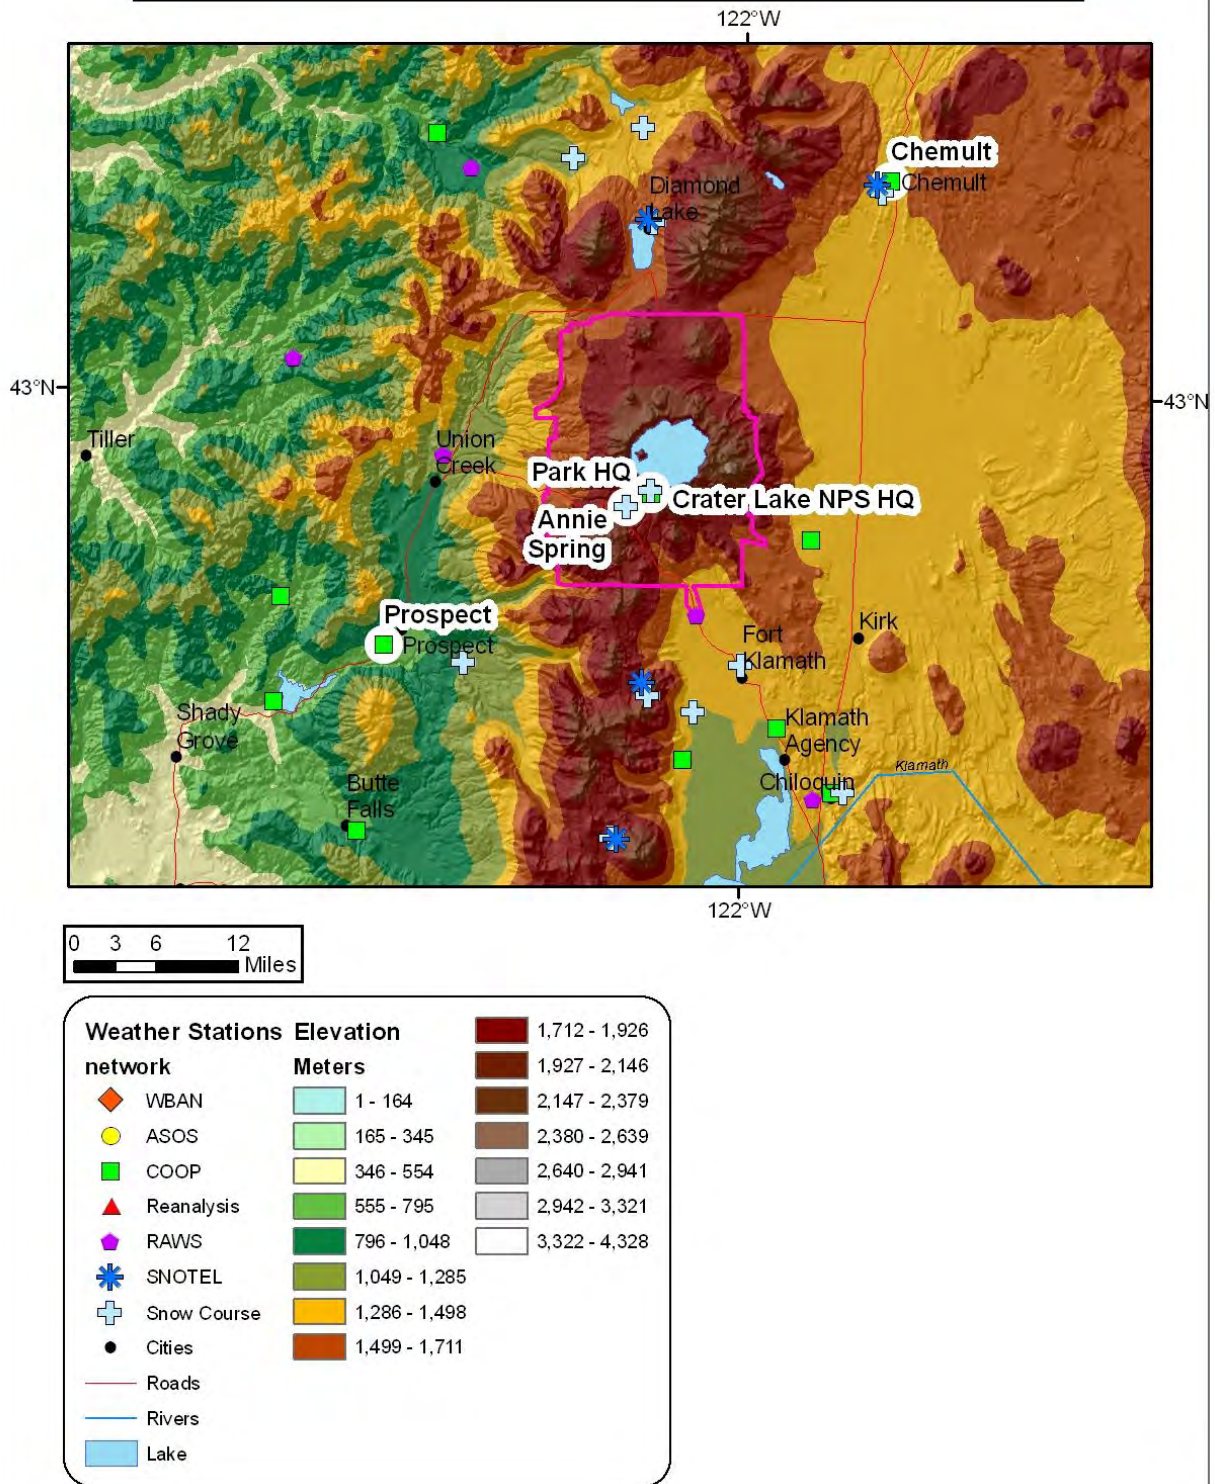 122°W
Chemult
Chemult
Diamond
Lake
43°N
43°N
Tiller
Union
Creek
Park HQ
Crater Lake NPS HQ
Annie
Spring
Prospect
Prospect
Kirk
Fort
Klamath
Shady
Grove
Klamath
Agency
Klamath
Chiloquin
Butte
Falls
122°W
0 3 6 12
Miles
Weather Stations
network
WBAN
ASOS
COOP
Reanalysis
RAWS
SNOTEL
Snow Course
Cities
Roads
Rivers
Lake
Elevation
Meters
1 - 164
165 - 345
346 - 554
555 - 795
796 - 1,048
1,049 - 1,285
1,286 - 1,498
1,499 - 1,711
1,712 - 1,926
1,927 - 2,146
2,147 - 2,379
2,380 - 2,639
2,640 - 2,941
2,942 - 3,321
3,322 - 4,328